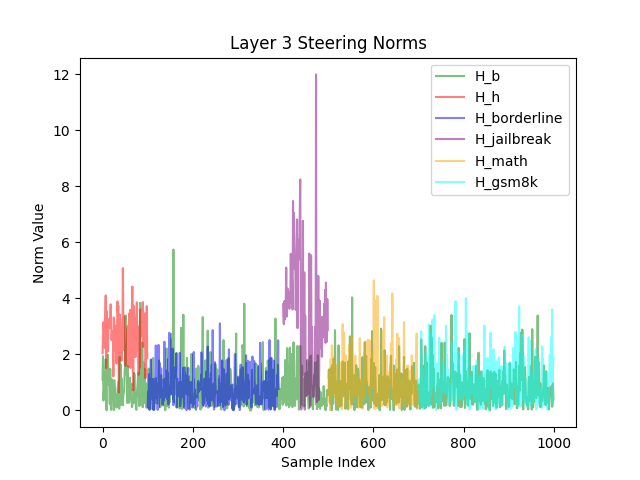 Layer 3 Steering Norms
Norm Value
12
10
8
6
4
2
0
H_b
H_h
H_borderline
H_jailbreak
H_math
H_gsm8k
0
200
400
600
800
1000
Sample Index